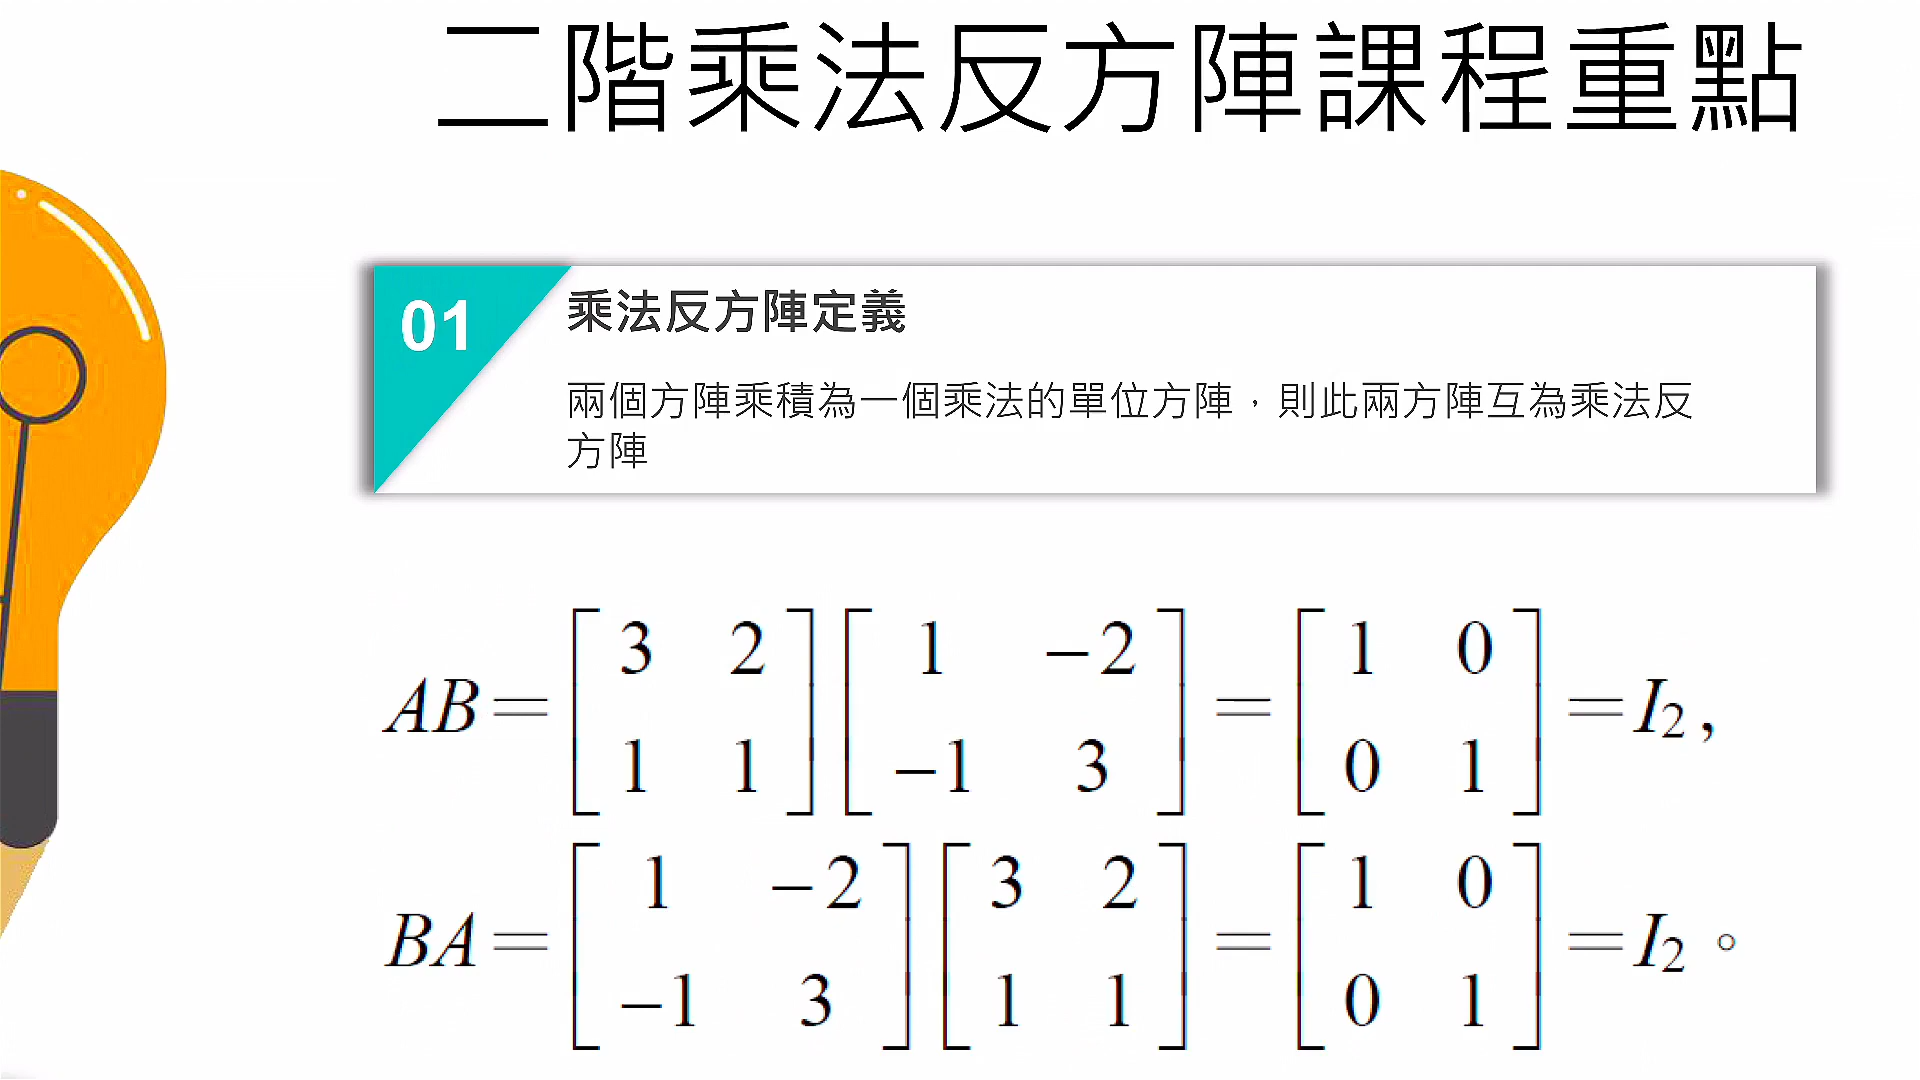 二階乘法反方陣課程重點
01
乘法反方陣定義
兩個方陣乘積為一個乘法的單位方陣，則此兩方陣互為乘法反
方陣
AB = [ 3 2 ; 1 1 ] [ 1 −2 ; −1 3 ] = [ 1 0 ; 0 1 ] = I₂ ,
BA = [ 1 −2 ; −1 3 ] [ 3 2 ; 1 1 ] = [ 1 0 ; 0 1 ] = I₂ 。